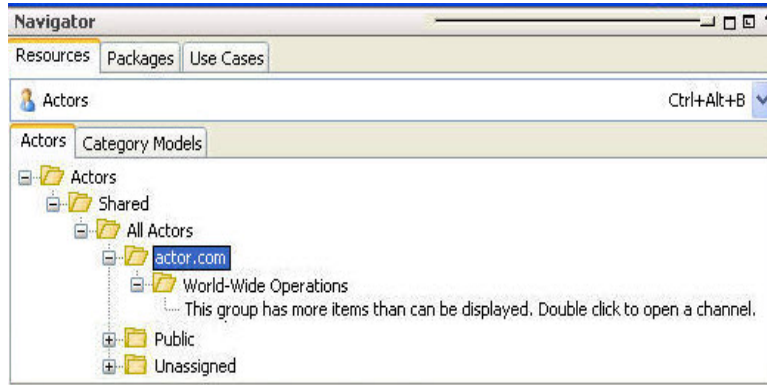 Navigator
Resources Packages Use Cases
Actors Ctrl+Alt+B
Actors Category Models
Actors
Shared
All Actors
actor.com
World-Wide Operations
This group has more items than can be displayed. Double click to open a channel.
Public
Unassigned